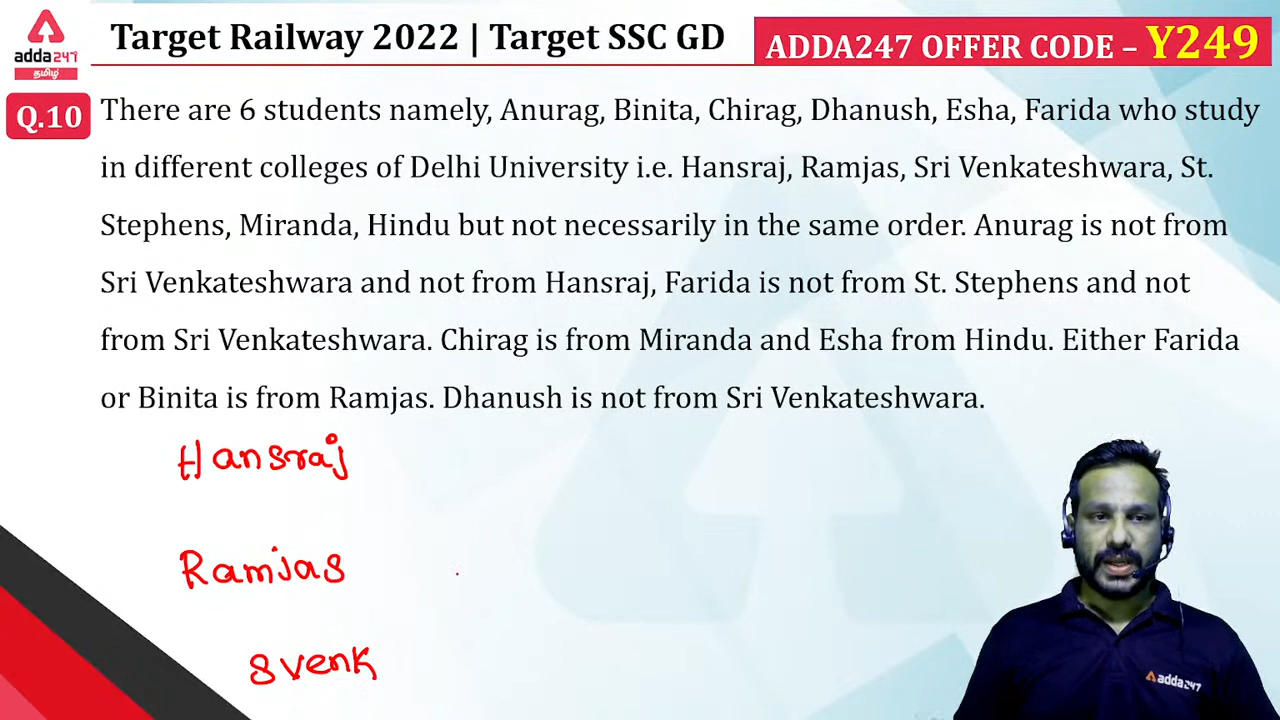 adda247
தமிழ்
Target Railway 2022 | Target SSC GD
ADDA247 OFFER CODE – Y249
Q.10
There are 6 students namely, Anurag, Binita, Chirag, Dhanush, Esha, Farida who study
in different colleges of Delhi University i.e. Hansraj, Ramjas, Sri Venkateshwara, St.
Stephens, Miranda, Hindu but not necessarily in the same order. Anurag is not from
Sri Venkateshwara and not from Hansraj, Farida is not from St. Stephens and not
from Sri Venkateshwara. Chirag is from Miranda and Esha from Hindu. Either Farida
or Binita is from Ramjas. Dhanush is not from Sri Venkateshwara.
Hansraj
Ramjas
svenk
adda247